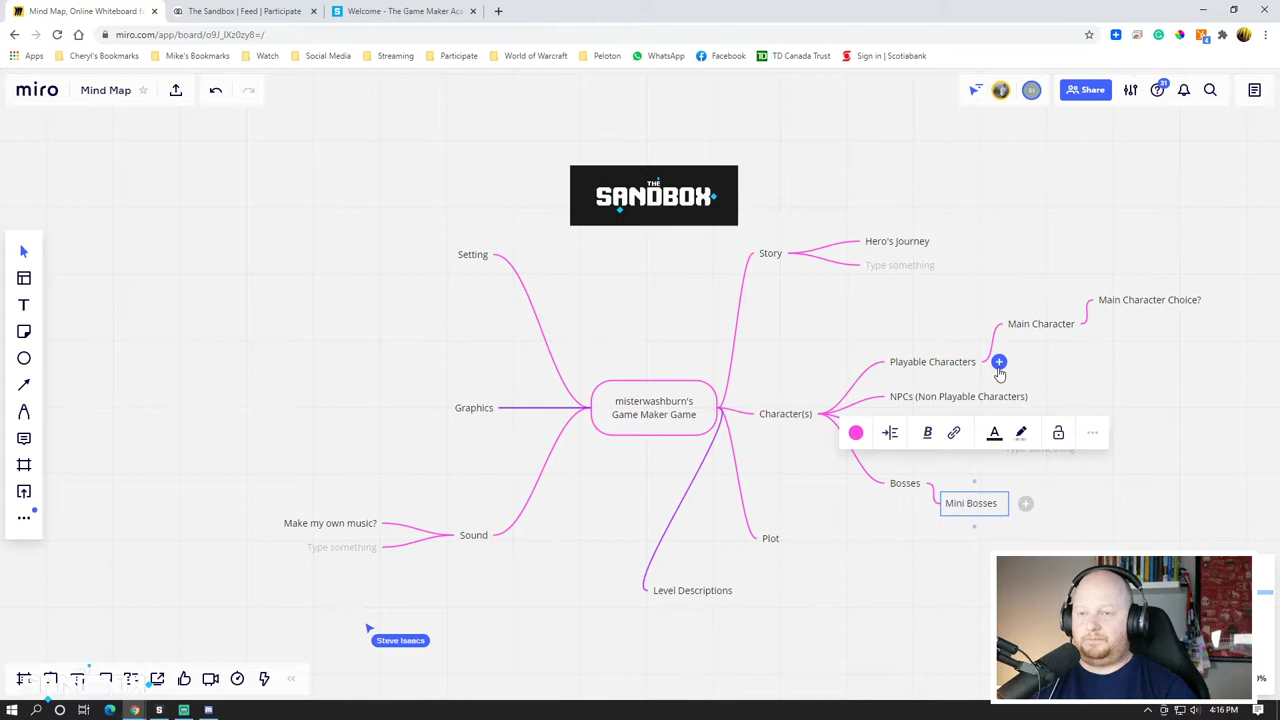 Mind Map, Online Whiteboard fo
The Sandbox | Feed | Participate
Welcome - The Game Maker Aca
miro.com/app/board/o9J_lXz0zy8=/
Apps
Cheryl's Bookmarks
Mike's Bookmarks
Watch
Social Media
Streaming
Participate
World of Warcraft
Peloton
WhatsApp
Facebook
TD Canada Trust
Sign in | Scotiabank
miro
Mind Map
Share
31
THE
SANDBOX
Setting
Story
Hero's Journey
Type something
Main Character Choice?
Main Character
Playable Characters
NPCs (Non Playable Characters)
Graphics
misterwashburn's
Game Maker Game
Character(s)
Type something
Bosses
Mini Bosses
Make my own music?
Type something
Sound
Plot
Level Descriptions
Steve Isaacs
4:16 PM